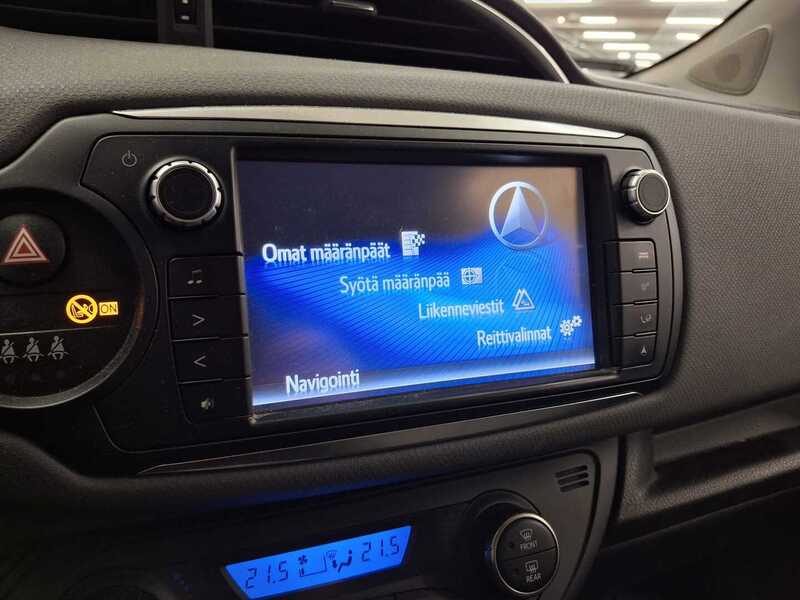 Omat määränpäät
Syötä määränpää
Liikenneviestit
Reittivalinnat
Navigointi
ON
21.5
21.5
FRONT
REAR